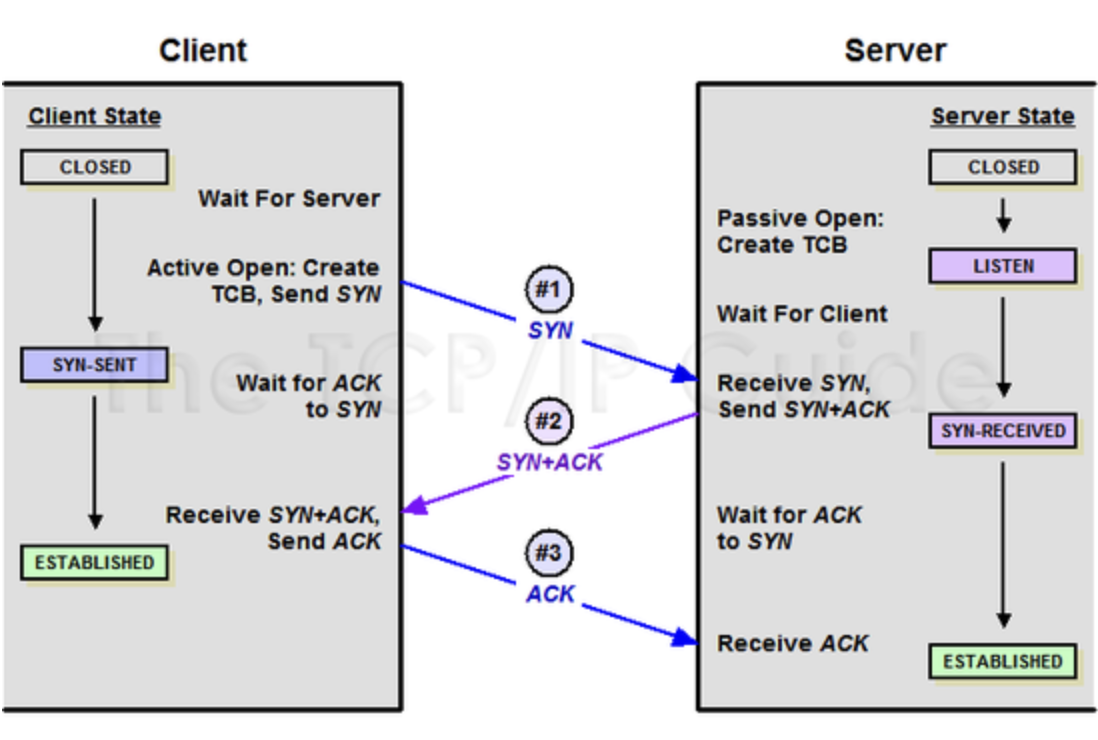 Client
Server
Client State
CLOSED
Wait For Server
Active Open: Create
TCB, Send SYN
SYN-SENT
Wait for ACK
to SYN
Receive SYN+ACK,
Send ACK
ESTABLISHED
#1
SYN
#2
SYN+ACK
#3
ACK
Server State
CLOSED
Passive Open:
Create TCB
LISTEN
Wait For Client
Receive SYN,
Send SYN+ACK
SYN-RECEIVED
Wait for ACK
to SYN
Receive ACK
ESTABLISHED
The TCP/IP Guide